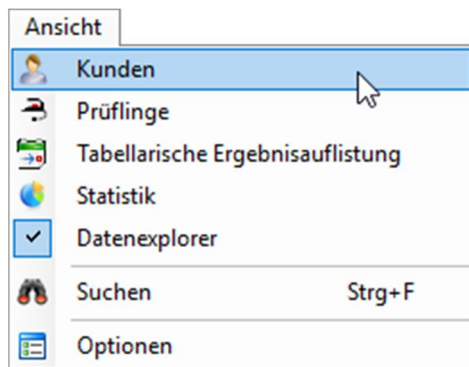 Ansicht
Kunden
Prüflinge
Tabellarische Ergebnisauflistung
Statistik
Datenexplorer
Suchen Strg+F
Optionen